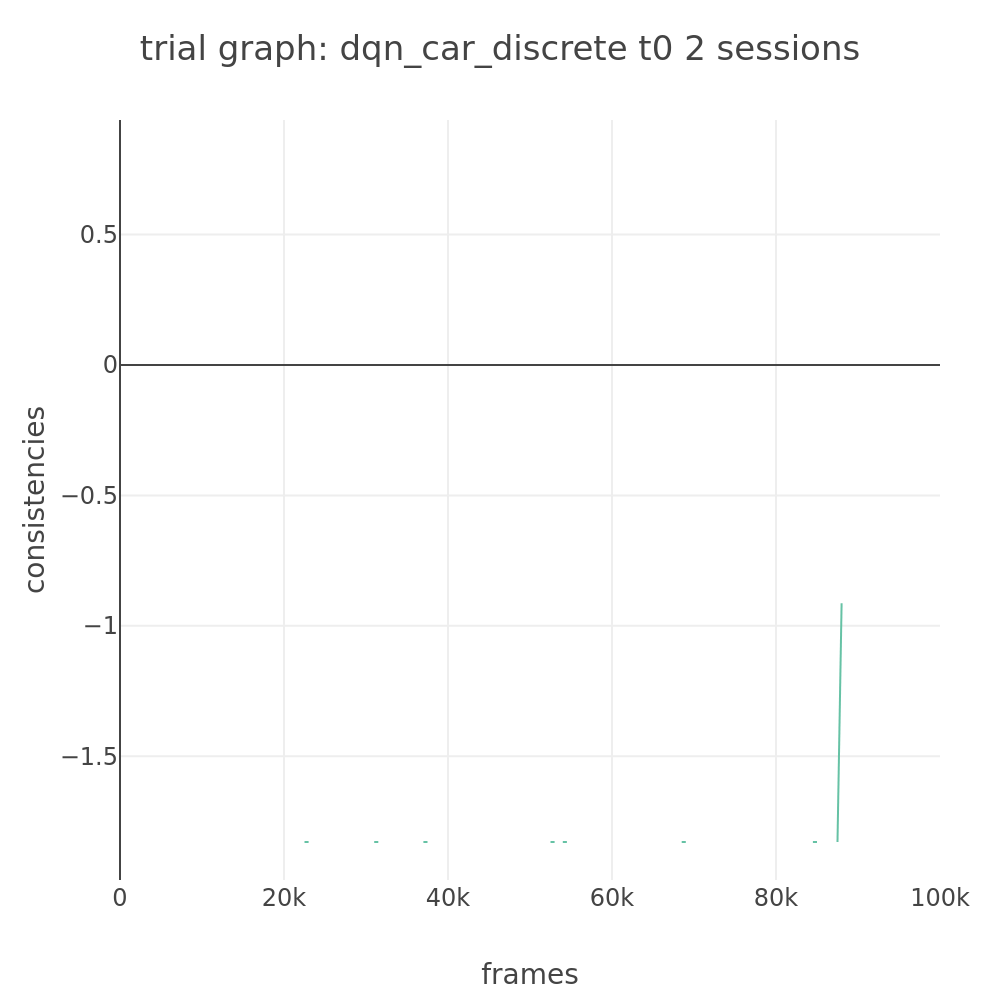 trial graph: dqn_car_discrete t0 2 sessions
0.5
0
−0.5
−1
−1.5
consistencies
0
20k
40k
60k
80k
100k
frames